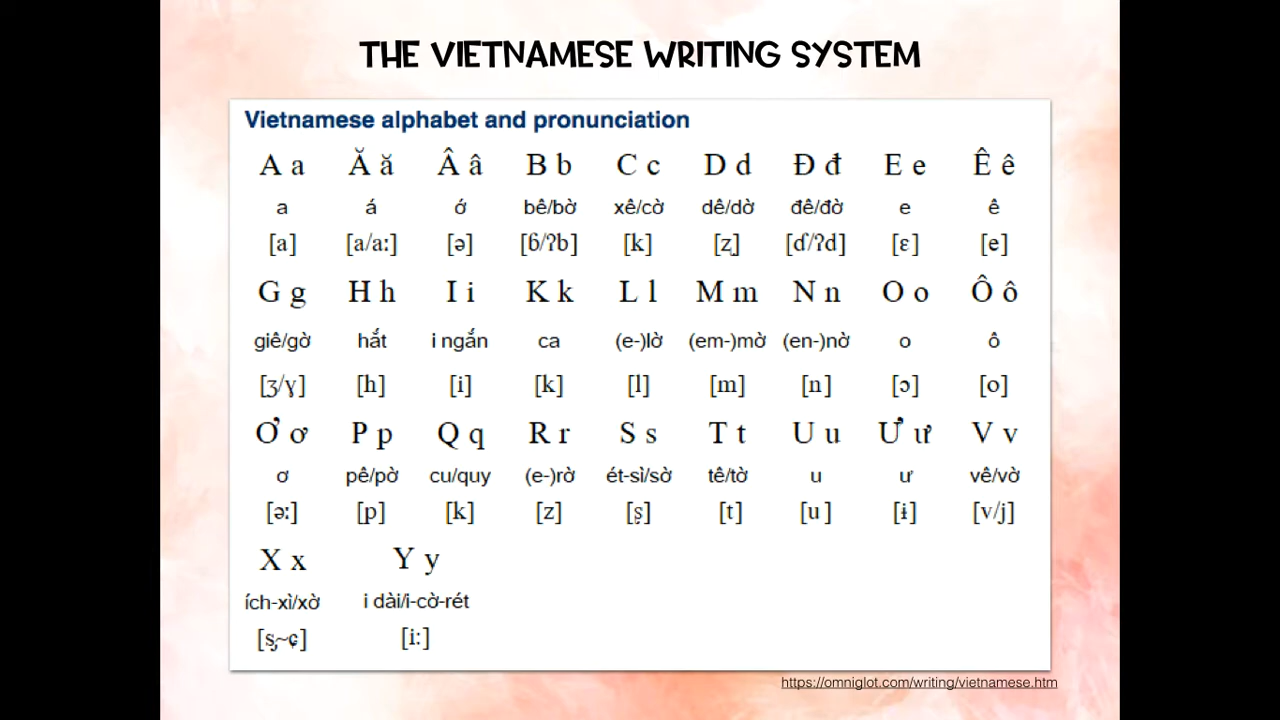 THE VIETNAMESE WRITING SYSTEM
Vietnamese alphabet and pronunciation
A a Ă ă Â â B b C c D d Đ đ E e Ê ê
a á ớ bê/bờ xê/cờ dê/dờ đê/đờ e ê
[a] [a/aː] [ə] [ɓ/ʔb] [k] [z̪] [ɗ/ʔd] [ɛ] [e]
G g H h I i K k L l M m N n O o Ô ô
giê/gờ hắt i ngắn ca (e-)lờ (em-)mờ (en-)nờ o ô
[ʒ/ɣ] [h] [i] [k] [l] [m] [n] [ɔ] [o]
Ơ ơ P p Q q R r S s T t U u Ư ư V v
ơ pê/pờ cu/quy (e-)rờ ét-sì/sờ tê/tờ u ư vê/vờ
[əː] [p] [k] [z] [ṣ] [t] [u] [ɨ] [v/j]
X x Y y
ích-xì/xờ i dài/i-cờ-rét
[s̪~ɕ] [iː]
https://omniglot.com/writing/vietnamese.htm